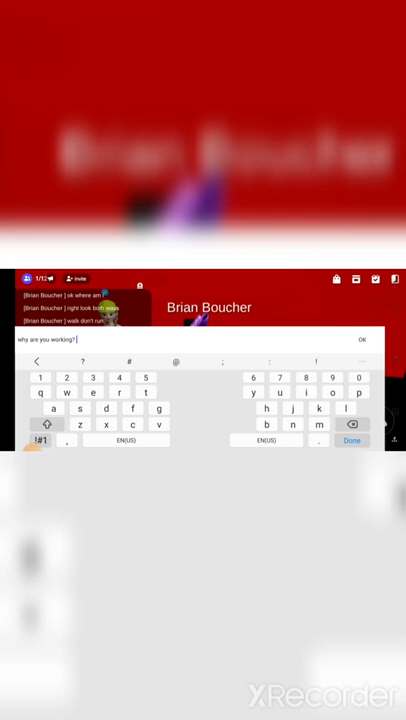 Brian Boucher
1/12
Invite
[Brian Boucher ] ok where am I
[Brian Boucher ] right look both ways
[Brian Boucher ] walk don't run
Brian Boucher
why are you working?
OK
? # @ ; : !
1 2 3 4 5 6 7 8 9 0
q w e r t y u i o p
a s d f g h j k l
z x c v b n m
!#1 , EN(US) EN(US) . Done
XRecorder